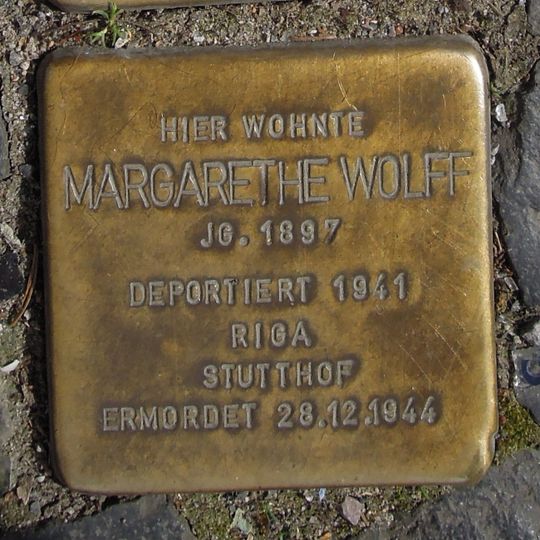 HIER WOHNTE
MARGARETHE WOLFF
JG. 1897
DEPORTIERT 1941
RIGA
STUTTHOF
ERMORDET 28.12.1944